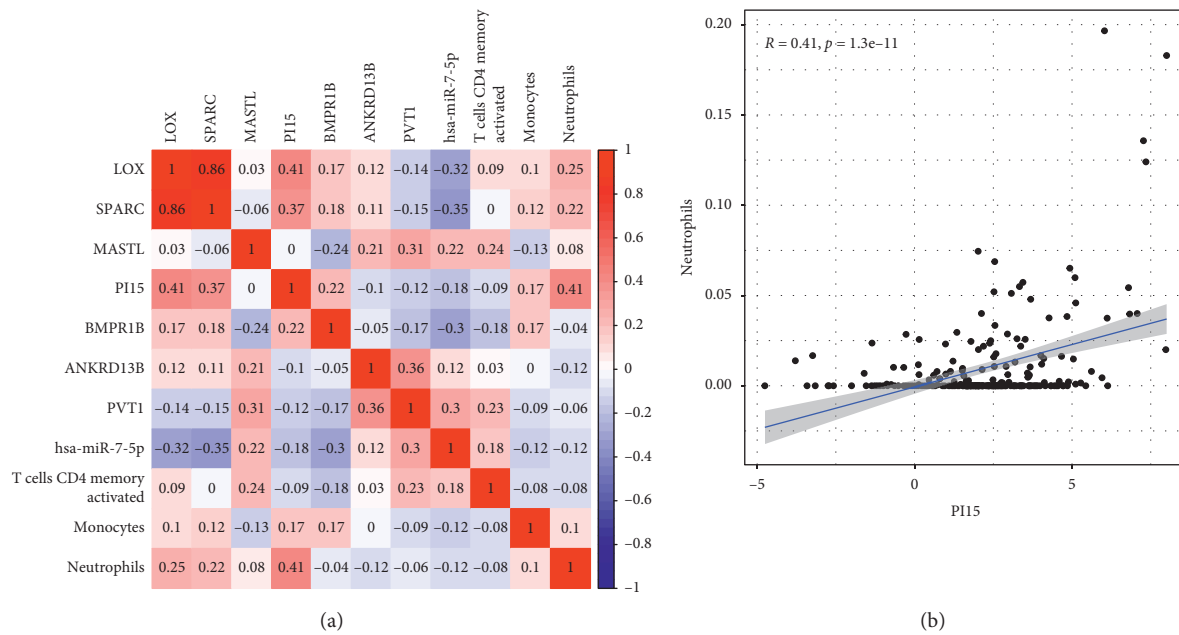 LOX
SPARC
MASTL
PI15
BMPR1B
ANKRD13B
PVT1
hsa-miR-7-5p
T cells CD4 memory
activated
Monocytes
Neutrophils
LOX 1 0.86 0.03 0.41 0.17 0.12 −0.14 −0.32 0.09 0.1 0.25
SPARC 0.86 1 −0.06 0.37 0.18 0.11 −0.15 −0.35 0 0.12 0.22
MASTL 0.03 −0.06 1 0 −0.24 0.21 0.31 0.22 0.24 −0.13 0.08
PI15 0.41 0.37 0 1 0.22 −0.1 −0.12 −0.18 −0.09 0.17 0.41
BMPR1B 0.17 0.18 −0.24 0.22 1 −0.05 −0.17 −0.3 −0.18 0.17 −0.04
ANKRD13B 0.12 0.11 0.21 −0.1 −0.05 1 0.36 0.12 0.03 0 −0.12
PVT1 −0.14 −0.15 0.31 −0.12 −0.17 0.36 1 0.3 0.23 −0.09 −0.06
hsa-miR-7-5p −0.32 −0.35 0.22 −0.18 −0.3 0.12 0.3 1 0.18 −0.12 −0.12
T cells CD4 memory
activated 0.09 0 0.24 −0.09 −0.18 0.03 0.23 0.18 1 −0.08 −0.08
Monocytes 0.1 0.12 −0.13 0.17 0.17 0 −0.09 −0.12 −0.08 1 0.1
Neutrophils 0.25 0.22 0.08 0.41 −0.04 −0.12 −0.06 −0.12 −0.08 0.1 1
1
0.8
0.6
0.4
0.2
0
−0.2
−0.4
−0.6
−0.8
−1
(a)
R = 0.41, p = 1.3e−11
Neutrophils
0.20
0.15
0.10
0.05
0.00
−5 0 5
PI15
(b)